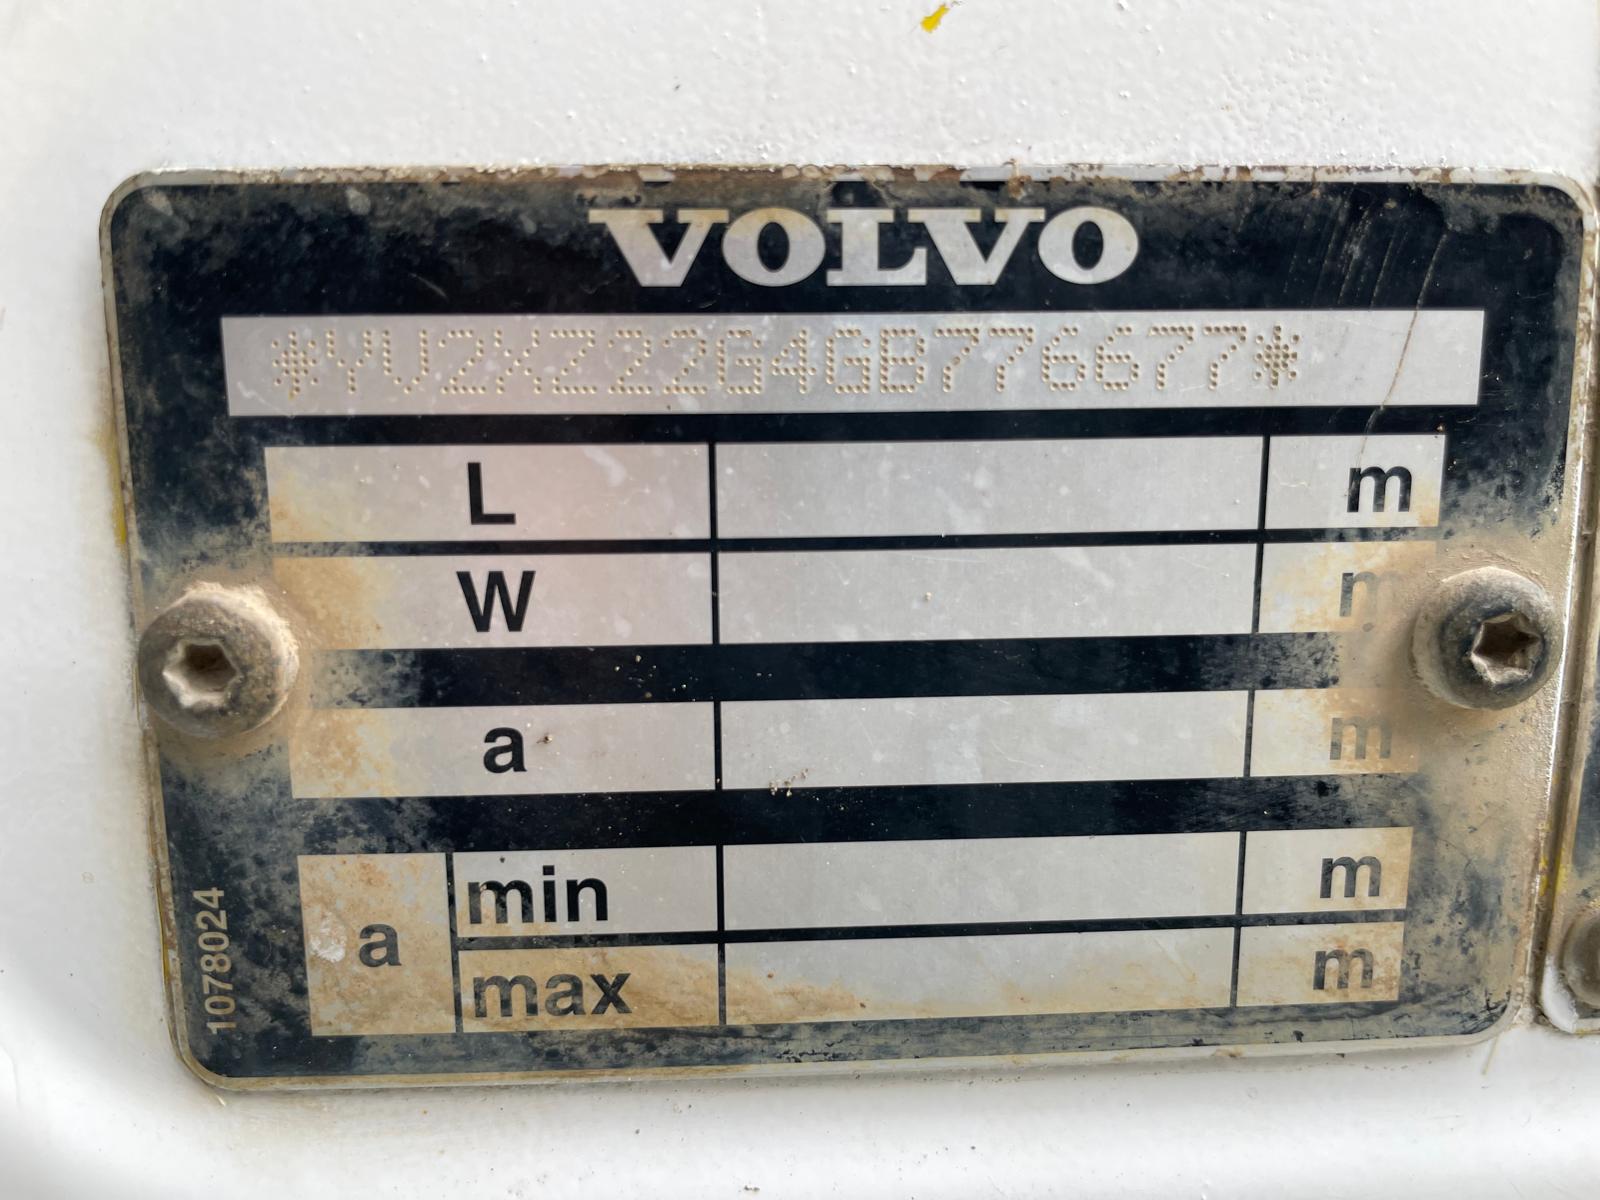 VOLVO
*YV2XZ22G4GB776677*
L m
W m
a m
a min m
max m
1078024